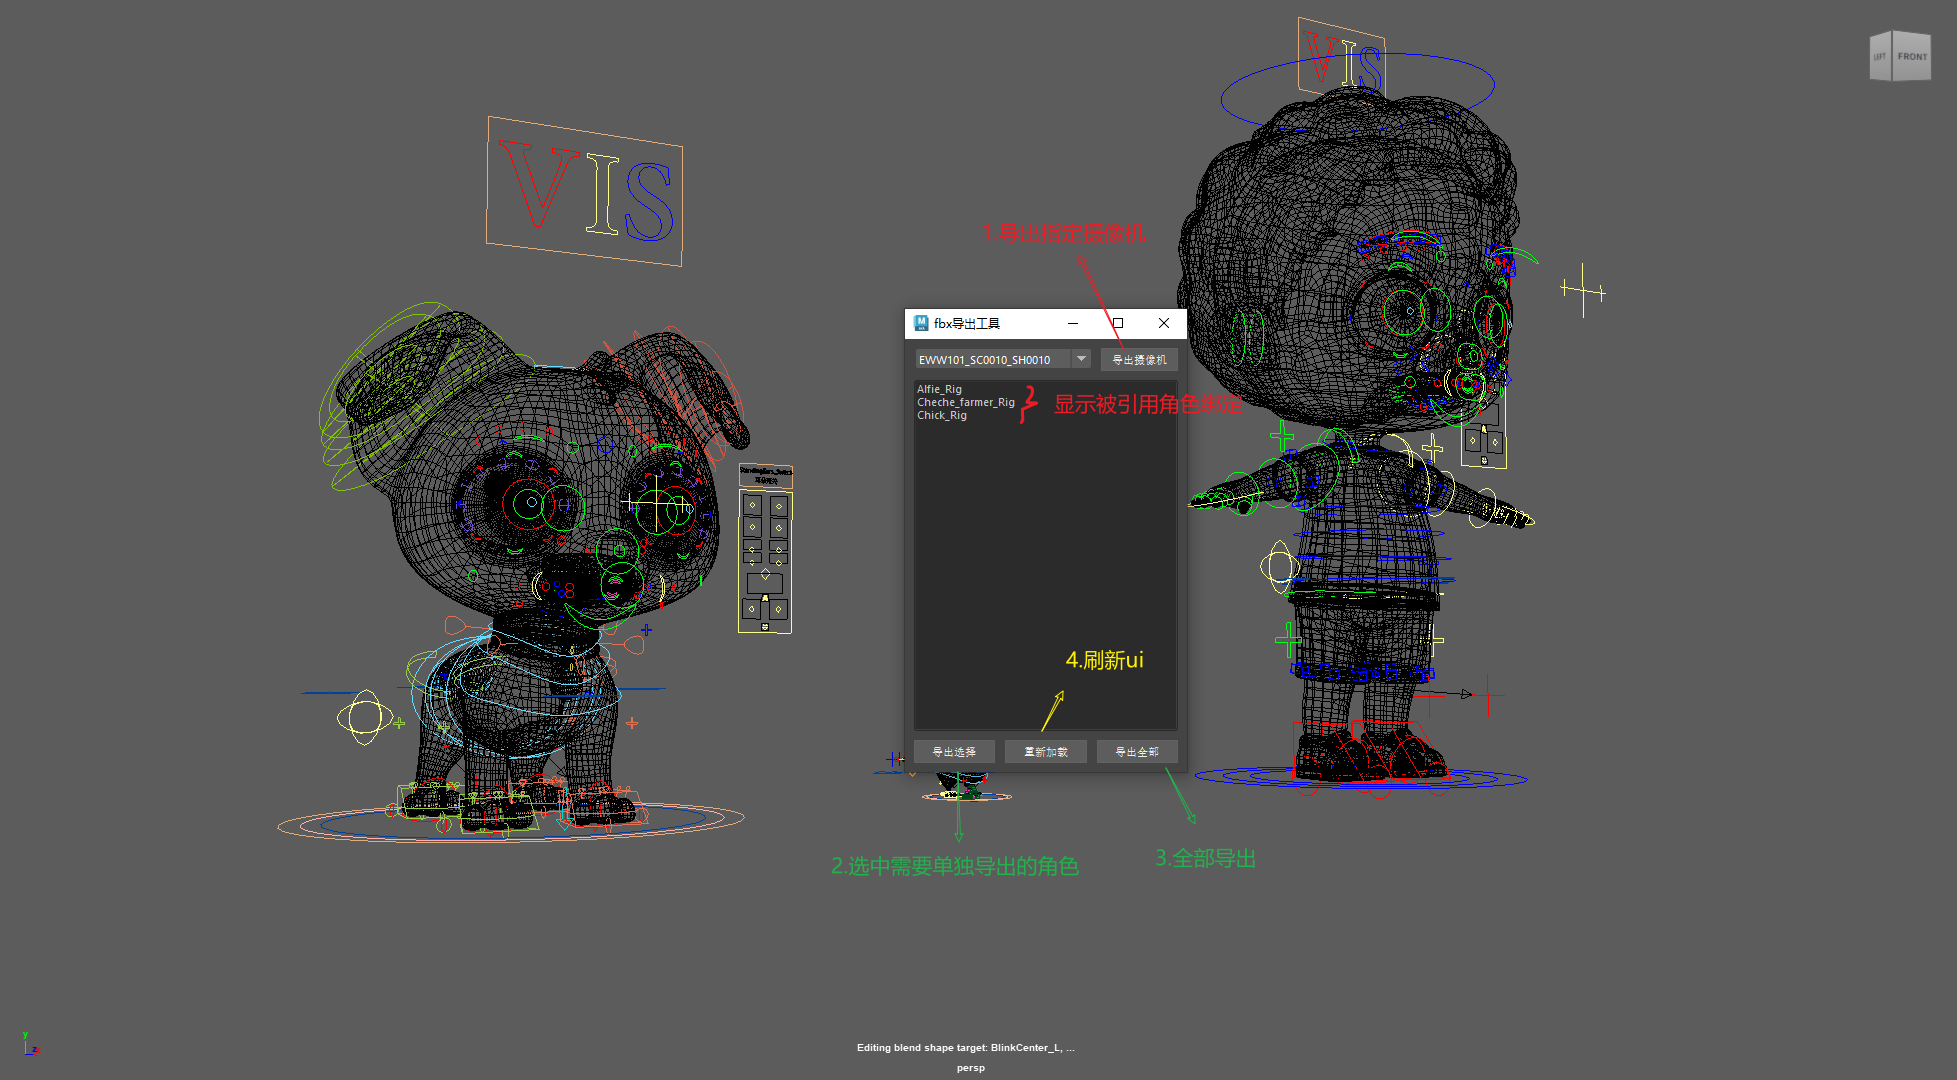 VIS
VIS
LEFT
FRONT
1.导出指定摄像机
fbx导出工具
EWW101_SC0010_SH0010
导出摄像机
Alfie_Rig
Cheche_farmer_Rig
Chick_Rig
显示被引用角色绑定
4.刷新ui
导出选择
重新加载
导出全部
2.选中需要单独导出的角色
3.全部导出
Editing blend shape target: BlinkCenter_L, ...
persp
y
z